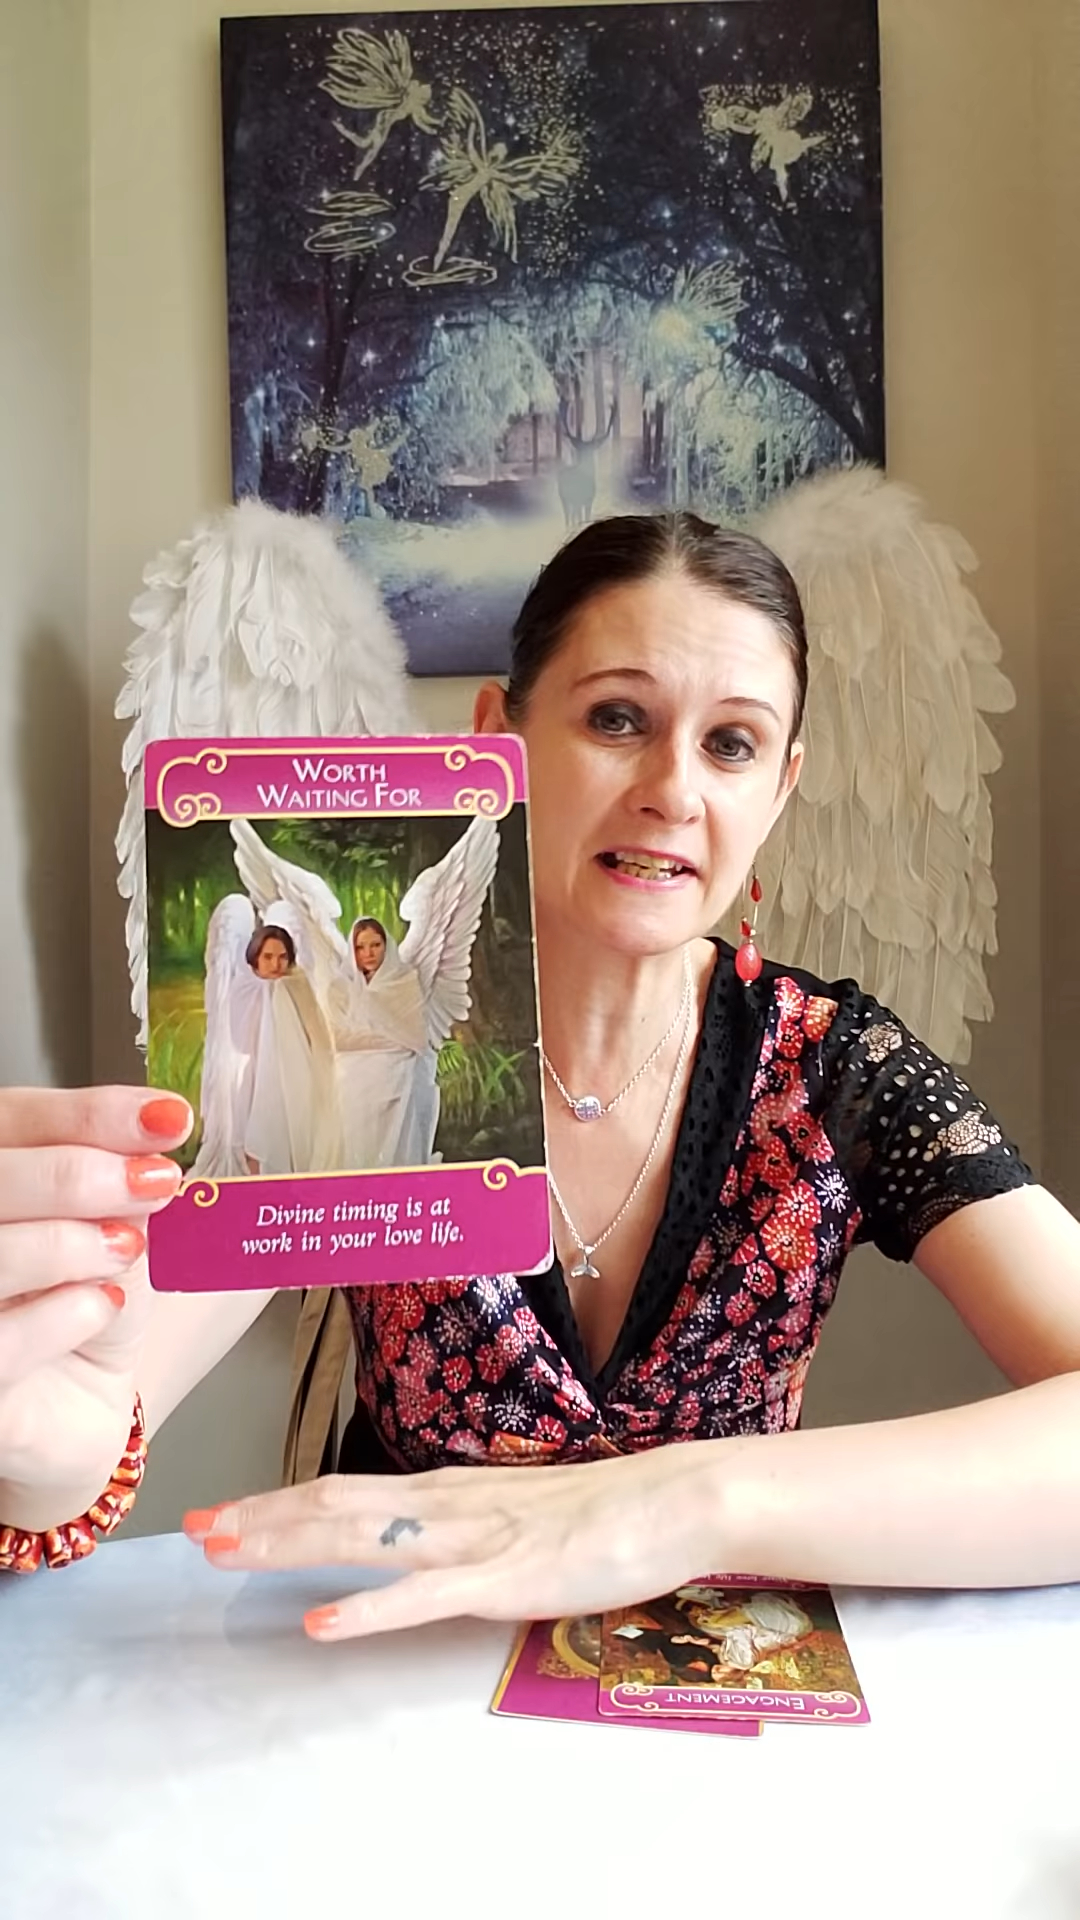 WORTH
WAITING FOR
Divine timing is at
work in your love life.
ENGAGEMENT